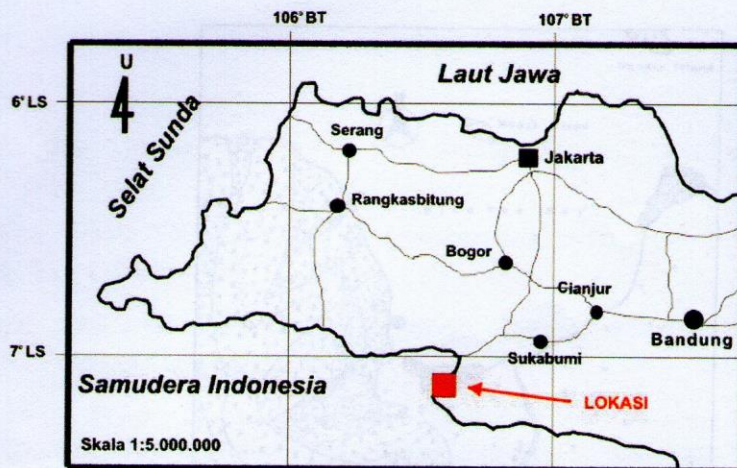 106° BT
107° BT
U
Laut Jawa
6° LS
Selat Sunda
Serang
Jakarta
Rangkasbitung
Bogor
Cianjur
7° LS
Sukabumi
Bandung
Samudera Indonesia
LOKASI
Skala 1:5.000.000